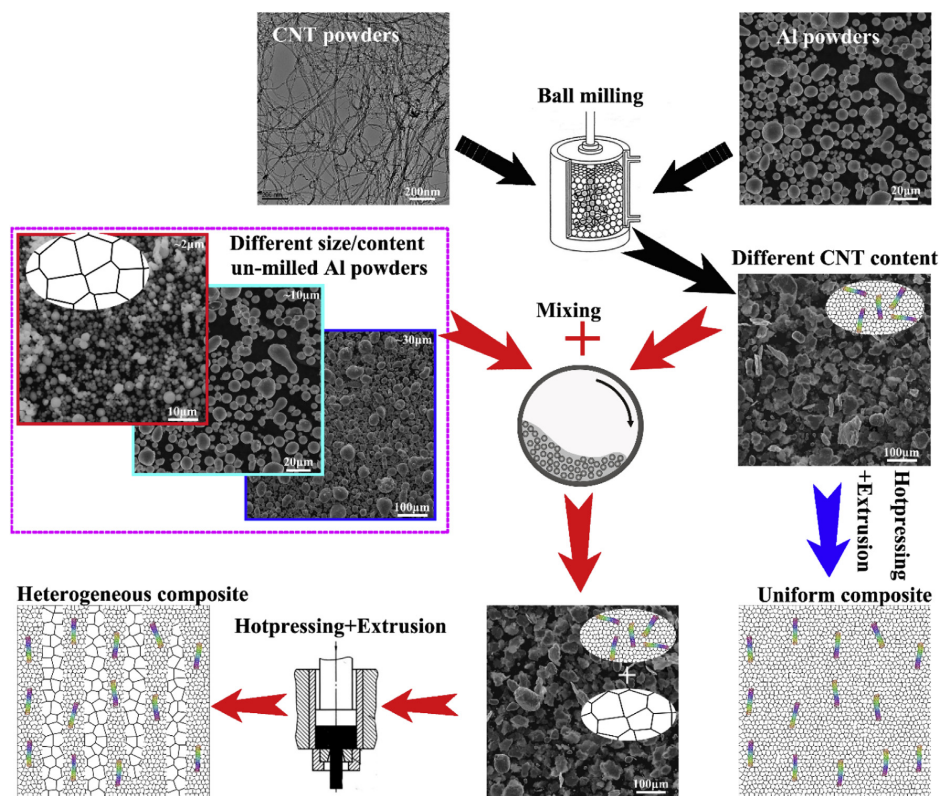 CNT powders
200nm
Ball milling
Al powders
20μm
Different size/content
un-milled Al powders
~2μm
10μm
~10μm
20μm
~30μm
100μm
Mixing
+
Different CNT content
100μm
Hotpressing
+Extrusion
Heterogeneous composite
Hotpressing+Extrusion
+
100μm
Uniform composite